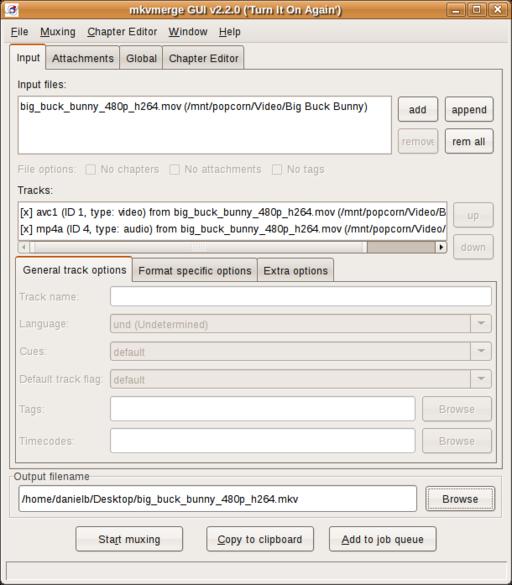 mkvmerge GUI v2.2.0 ('Turn It On Again')
File Muxing Chapter Editor Window Help
Input Attachments Global Chapter Editor
Input files:
big_buck_bunny_480p_h264.mov (/mnt/popcorn/Video/Big Buck Bunny)
add append
remove rem all
File options: No chapters No attachments No tags
Tracks:
[x] avc1 (ID 1, type: video) from big_buck_bunny_480p_h264.mov (/mnt/popcorn/Video/B
[x] mp4a (ID 4, type: audio) from big_buck_bunny_480p_h264.mov (/mnt/popcorn/Video/
up
down
General track options Format specific options Extra options
Track name:
Language: und (Undetermined)
Cues: default
Default track flag: default
Tags: Browse
Timecodes: Browse
Output filename
/home/danielb/Desktop/big_buck_bunny_480p_h264.mkv Browse
Start muxing Copy to clipboard Add to job queue